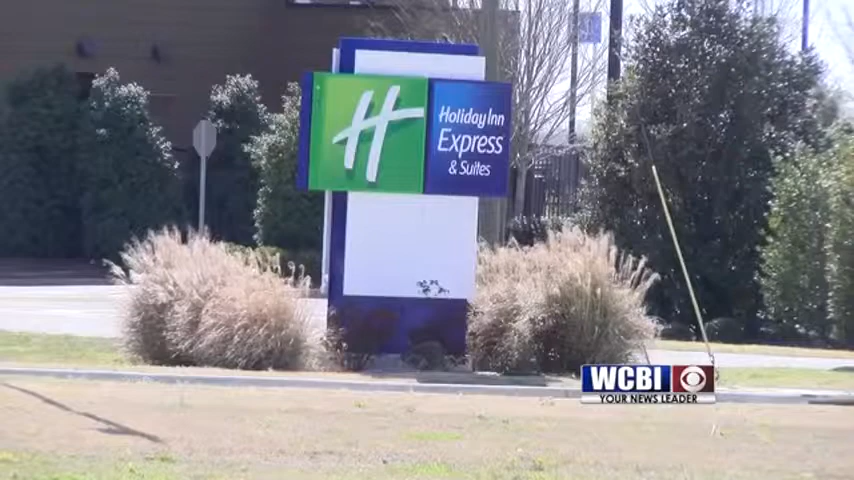 H
Holiday Inn
Express
& Suites
WCBI
YOUR NEWS LEADER